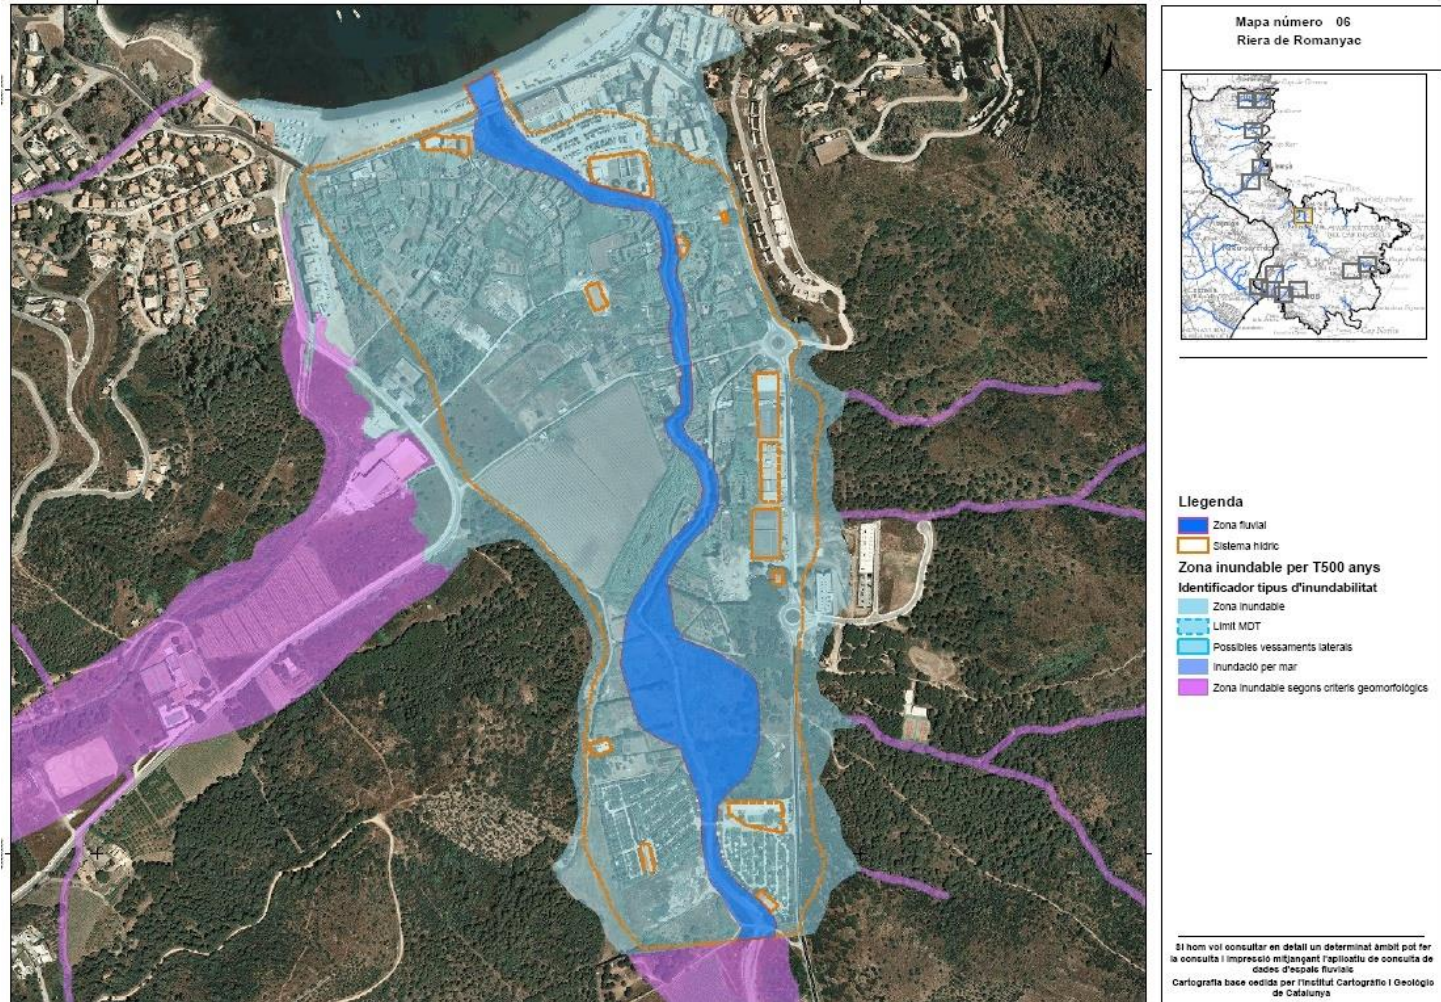 Mapa número 06
Riera de Romanyac
N
Llegenda
Zona fluvial
Sistema hídric
Zona inundable per T500 anys
Identificador tipus d'inundabilitat
Zona inundable
Límit MDT
Possibles vessaments laterals
Inundació per mar
Zona inundable segons criteris geomorfològics
Si hom vol consultar en detall un determinat àmbit pot fer
la consulta i impressió mitjançant l'aplicatiu de consulta de
dades d'espais fluvials
Cartografia base cedida per l'Institut Cartogràfic i Geològic
de Catalunya